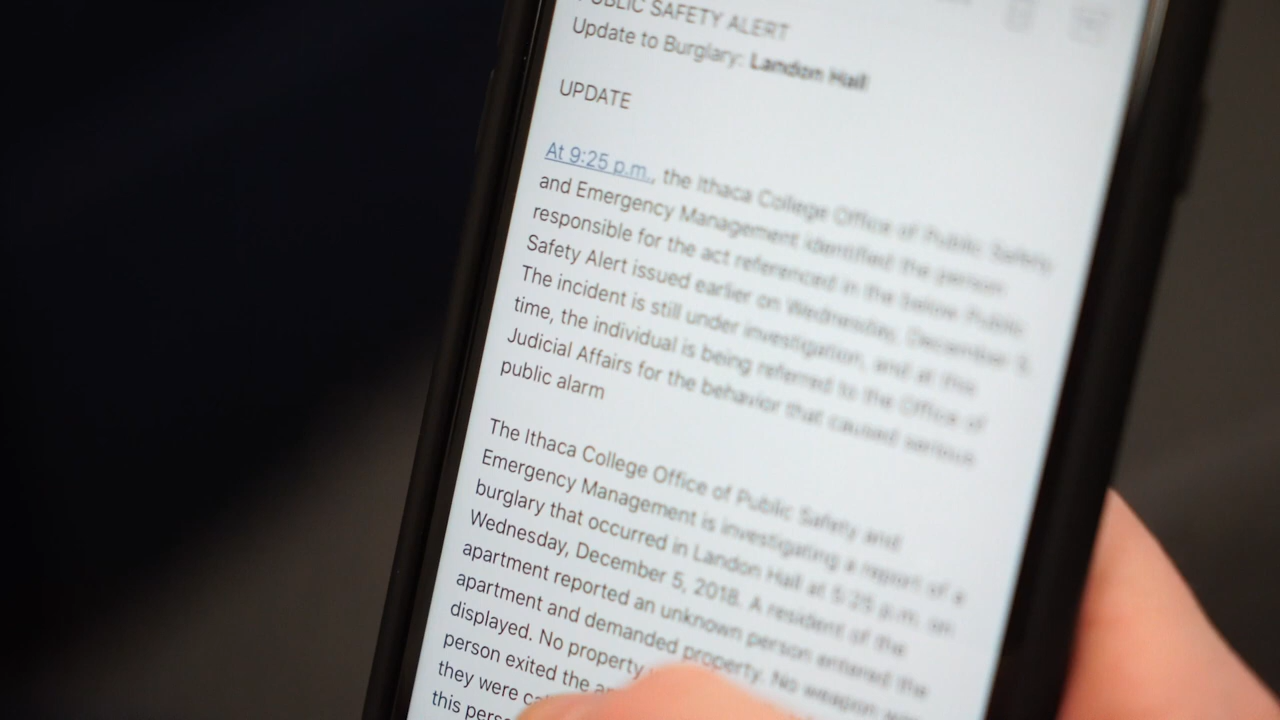 PUBLIC SAFETY ALERT
Update to Burglary: Landon Hall
UPDATE
At 9:25 p.m., the Ithaca College Office of Public Safety
and Emergency Management identified the person
responsible for the act referenced in the below Public
Safety Alert issued earlier on Wednesday, December 5.
The incident is still under investigation, and at this
time, the individual is being referred to the Office of
Judicial Affairs for the behavior that caused serious
public alarm
The Ithaca College Office of Public Safety and
Emergency Management is investigating a report of a
burglary that occurred in Landon Hall at 5:25 p.m. on
Wednesday, December 5, 2018. A resident of the
apartment reported an unknown person entered the
apartment and demanded property. No weapon was
displayed. No property
person exited the
they were
this